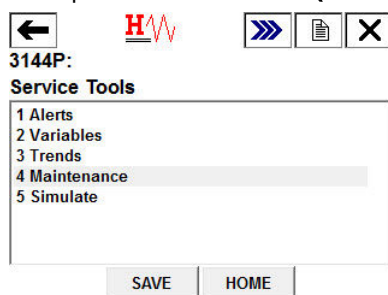 H
3144P:
Service Tools
1 Alerts
2 Variables
3 Trends
4 Maintenance
5 Simulate
SAVE HOME